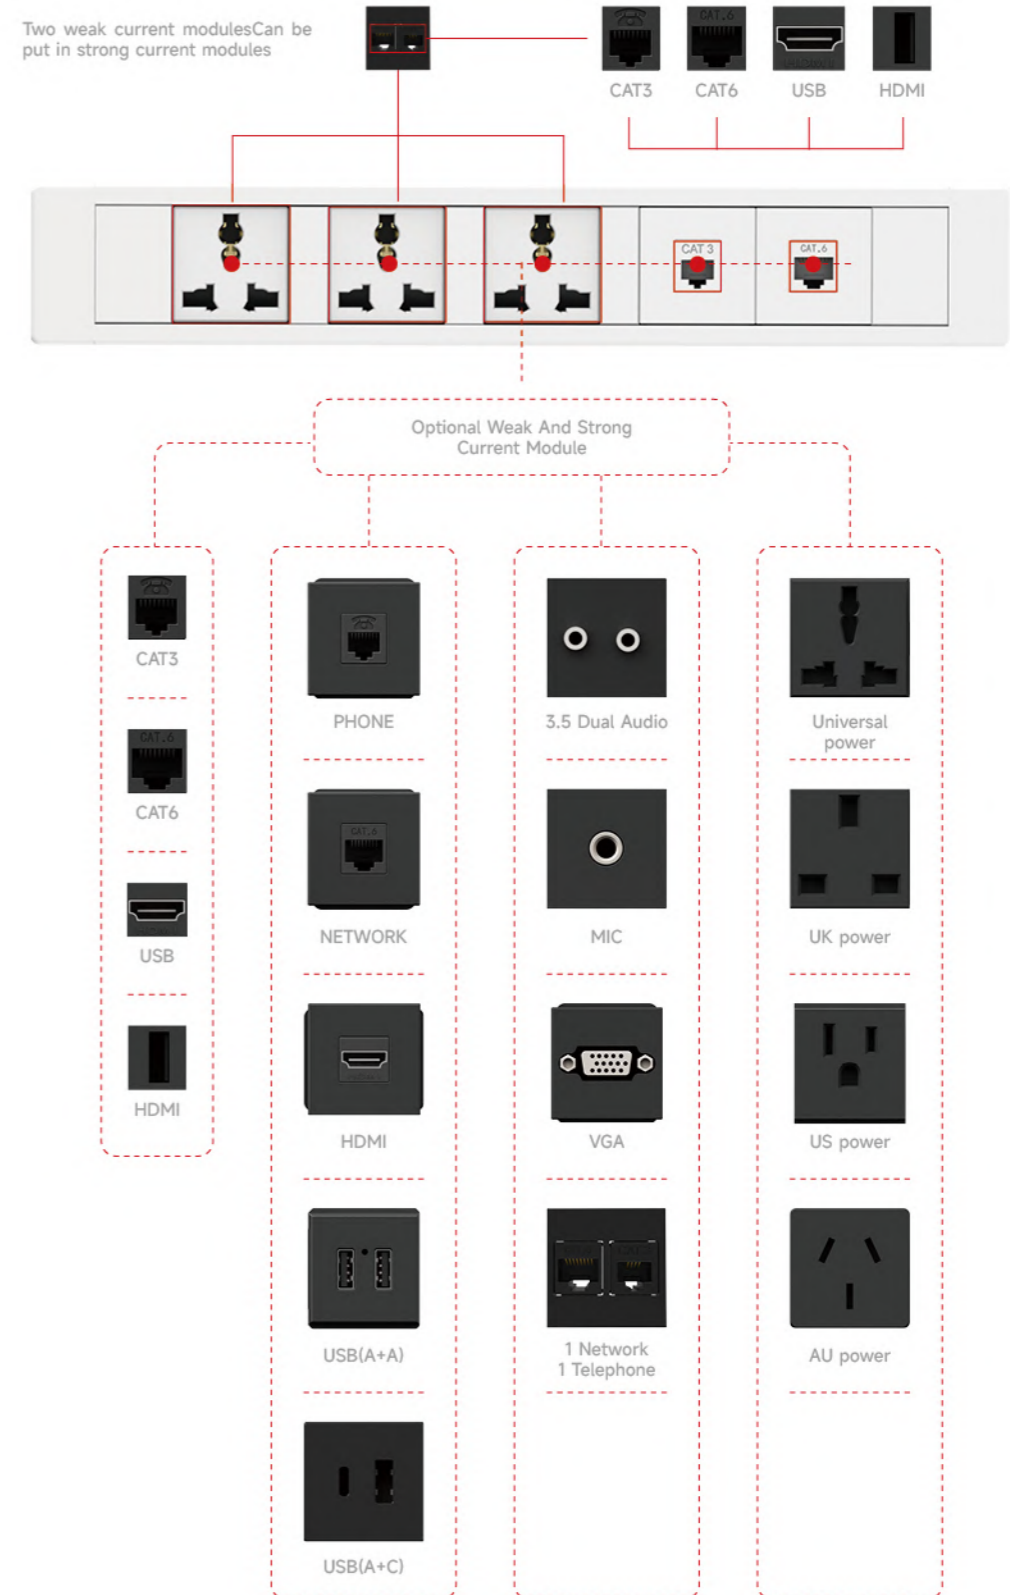 Two weak current modulesCan be
put in strong current modules
CAT.6
CAT3
CAT6
USB
HDMI
CAT 3
CAT.6
Optional Weak And Strong
Current Module
CAT3
CAT.6
CAT6
USB
HDMI
PHONE
CAT.6
NETWORK
HDMI
USB(A+A)
USB(A+C)
3.5 Dual Audio
MIC
VGA
1 Network
1 Telephone
Universal
power
UK power
US power
AU power